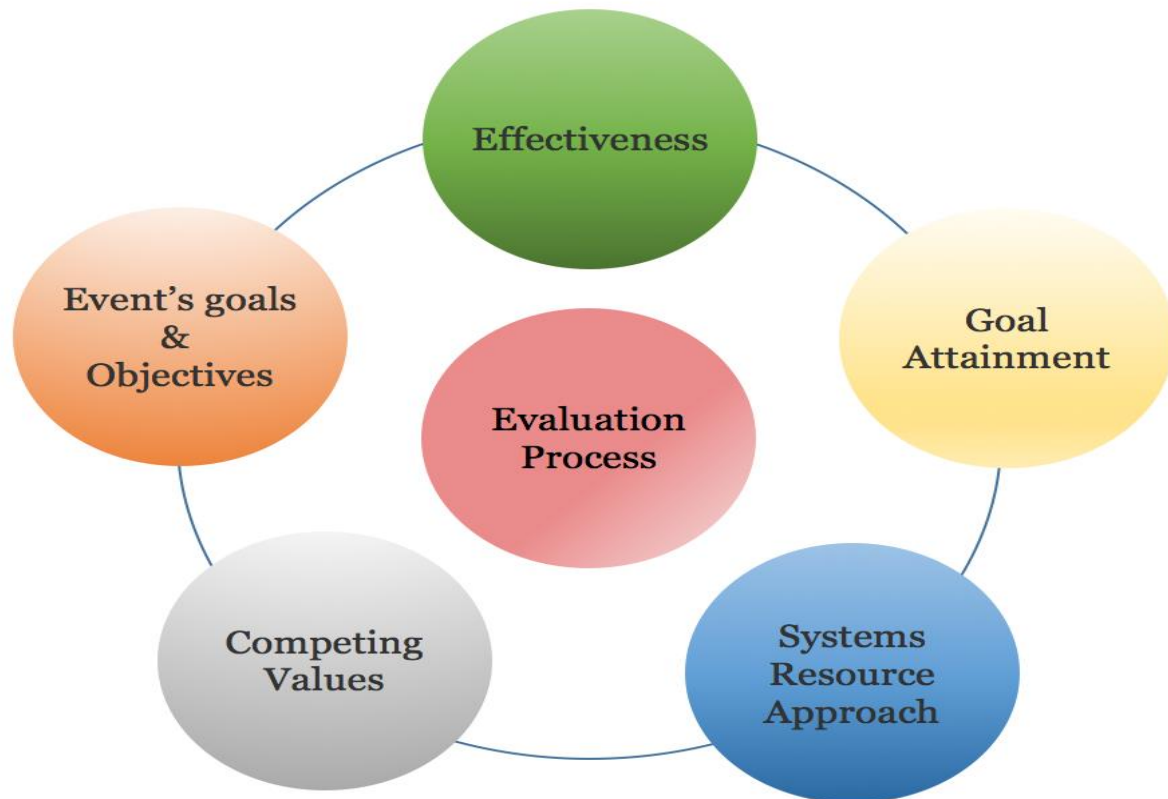 Effectiveness
Event’s goals
&
Objectives
Goal
Attainment
Evaluation
Process
Competing
Values
Systems
Resource
Approach